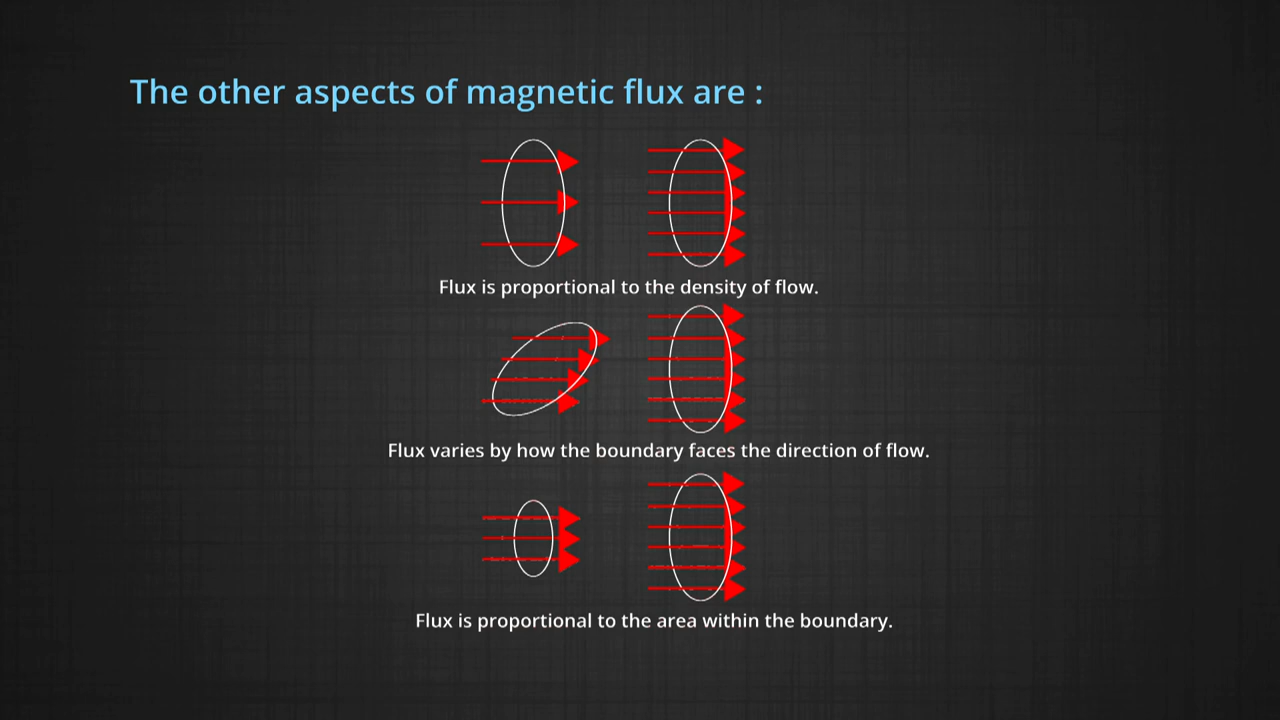 The other aspects of magnetic flux are :
Flux is proportional to the density of flow.
Flux varies by how the boundary faces the direction of flow.
Flux is proportional to the area within the boundary.